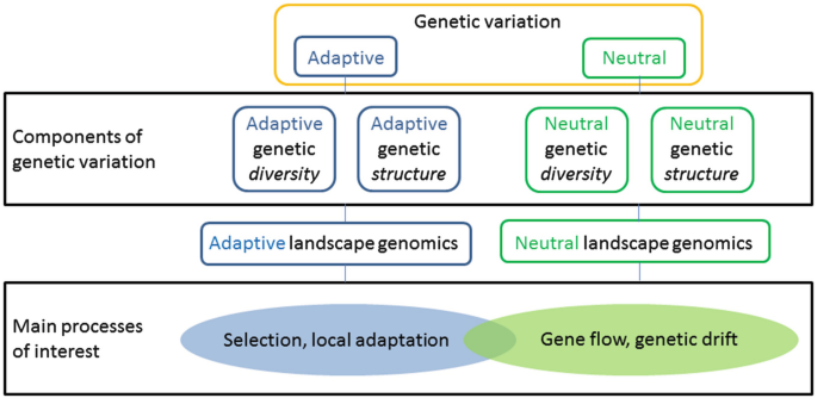 Genetic variation
Adaptive
Neutral
Components of
genetic variation
Adaptive
genetic
diversity
Adaptive
genetic
structure
Neutral
genetic
diversity
Neutral
genetic
structure
Adaptive landscape genomics
Neutral landscape genomics
Main processes
of interest
Selection, local adaptation
Gene flow, genetic drift